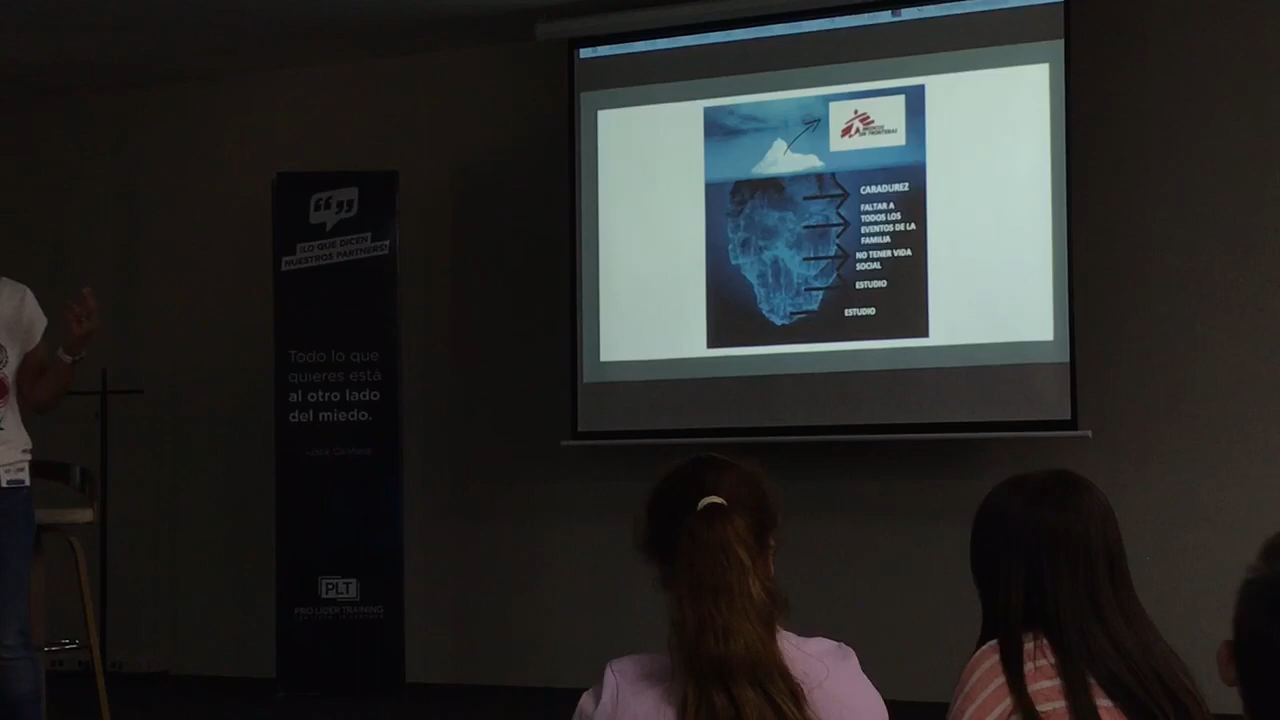 ¡LO QUE DICEN
NUESTROS PARTNERS!
Todo lo que
quieres está
al otro lado
del miedo.
PLT
PRO LIDER TRAINING
MEDICOS
SIN FRONTERAS
CARADUREZ
FALTAR A
TODOS LOS
EVENTOS DE LA
FAMILIA
NO TENER VIDA
SOCIAL
ESTUDIO
ESTUDIO